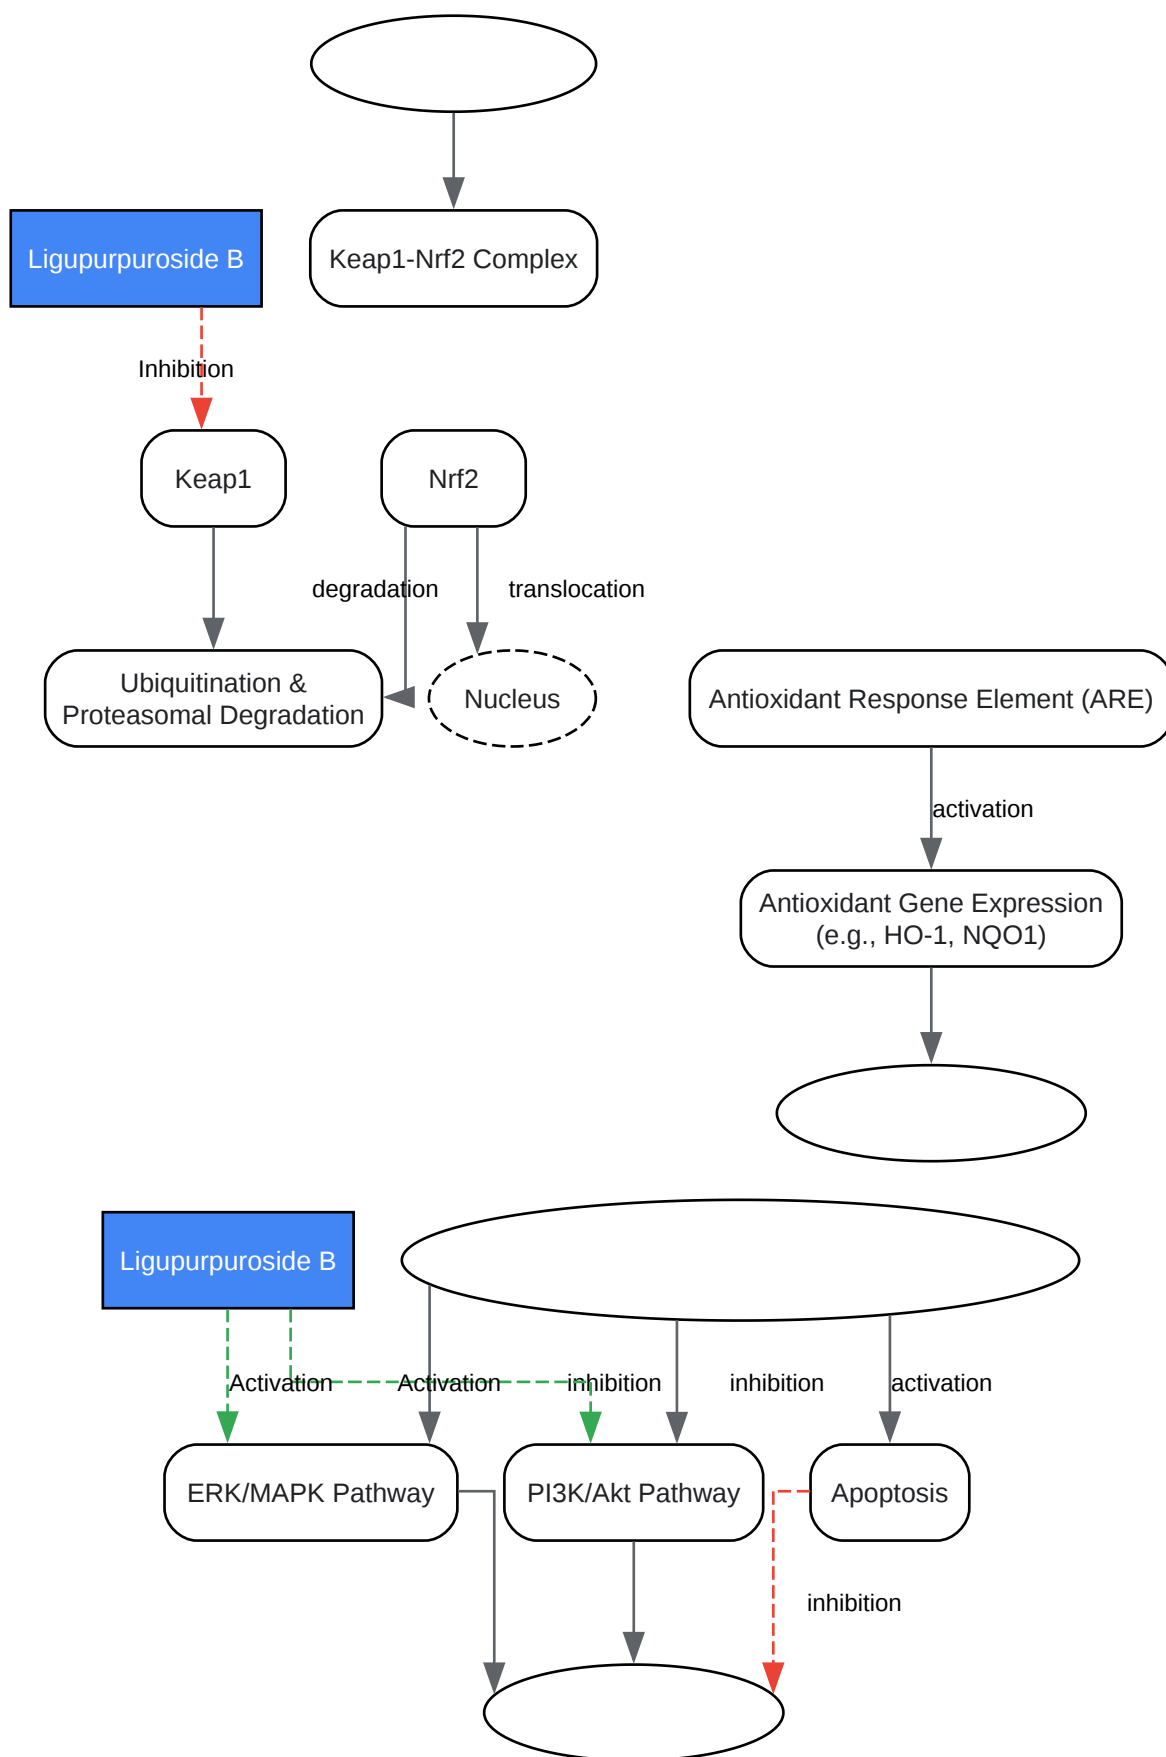 Ligupurpuroside B
Keap1-Nrf2 Complex
Inhibition
Keap1
Nrf2
degradation
translocation
Ubiquitination &
Proteasomal Degradation
Nucleus
Antioxidant Response Element (ARE)
activation
Antioxidant Gene Expression
(e.g., HO-1, NQO1)
Ligupurpuroside B
Activation
Activation
inhibition
inhibition
activation
ERK/MAPK Pathway
PI3K/Akt Pathway
Apoptosis
inhibition